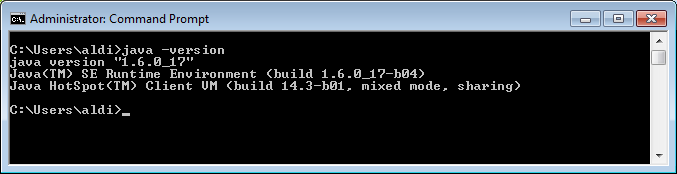 Administrator: Command Prompt
C:\Users\aldi>java -version
java version "1.6.0_17"
Java(TM) SE Runtime Environment (build 1.6.0_17-b04)
Java HotSpot(TM) Client VM (build 14.3-b01, mixed mode, sharing)
C:\Users\aldi>_